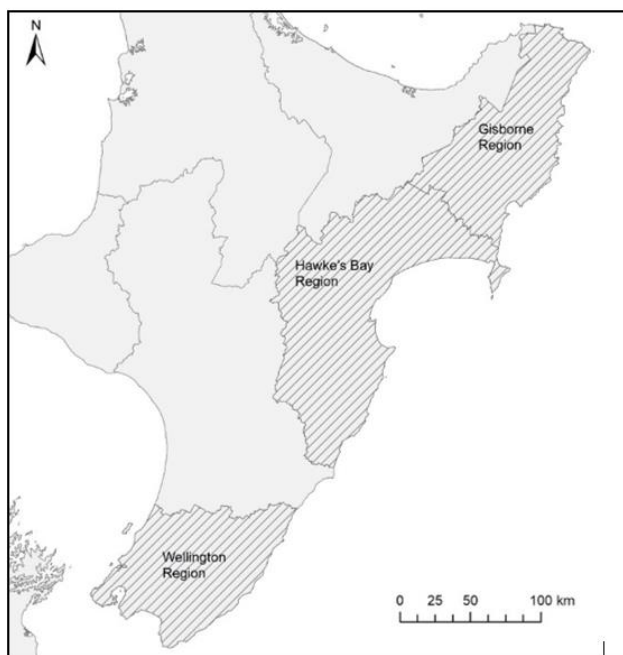 N
Gisborne
Region
Hawke's Bay
Region
Wellington
Region
0 25 50 100 km